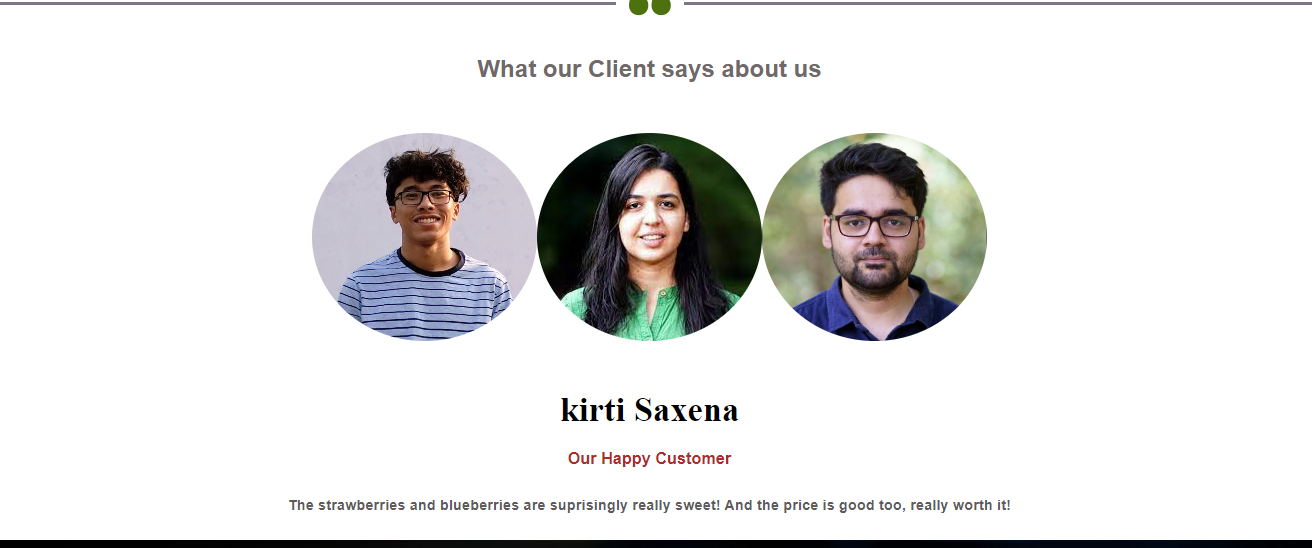 What our Client says about us
kirti Saxena
Our Happy Customer
The strawberries and blueberries are suprisingly really sweet! And the price is good too, really worth it!